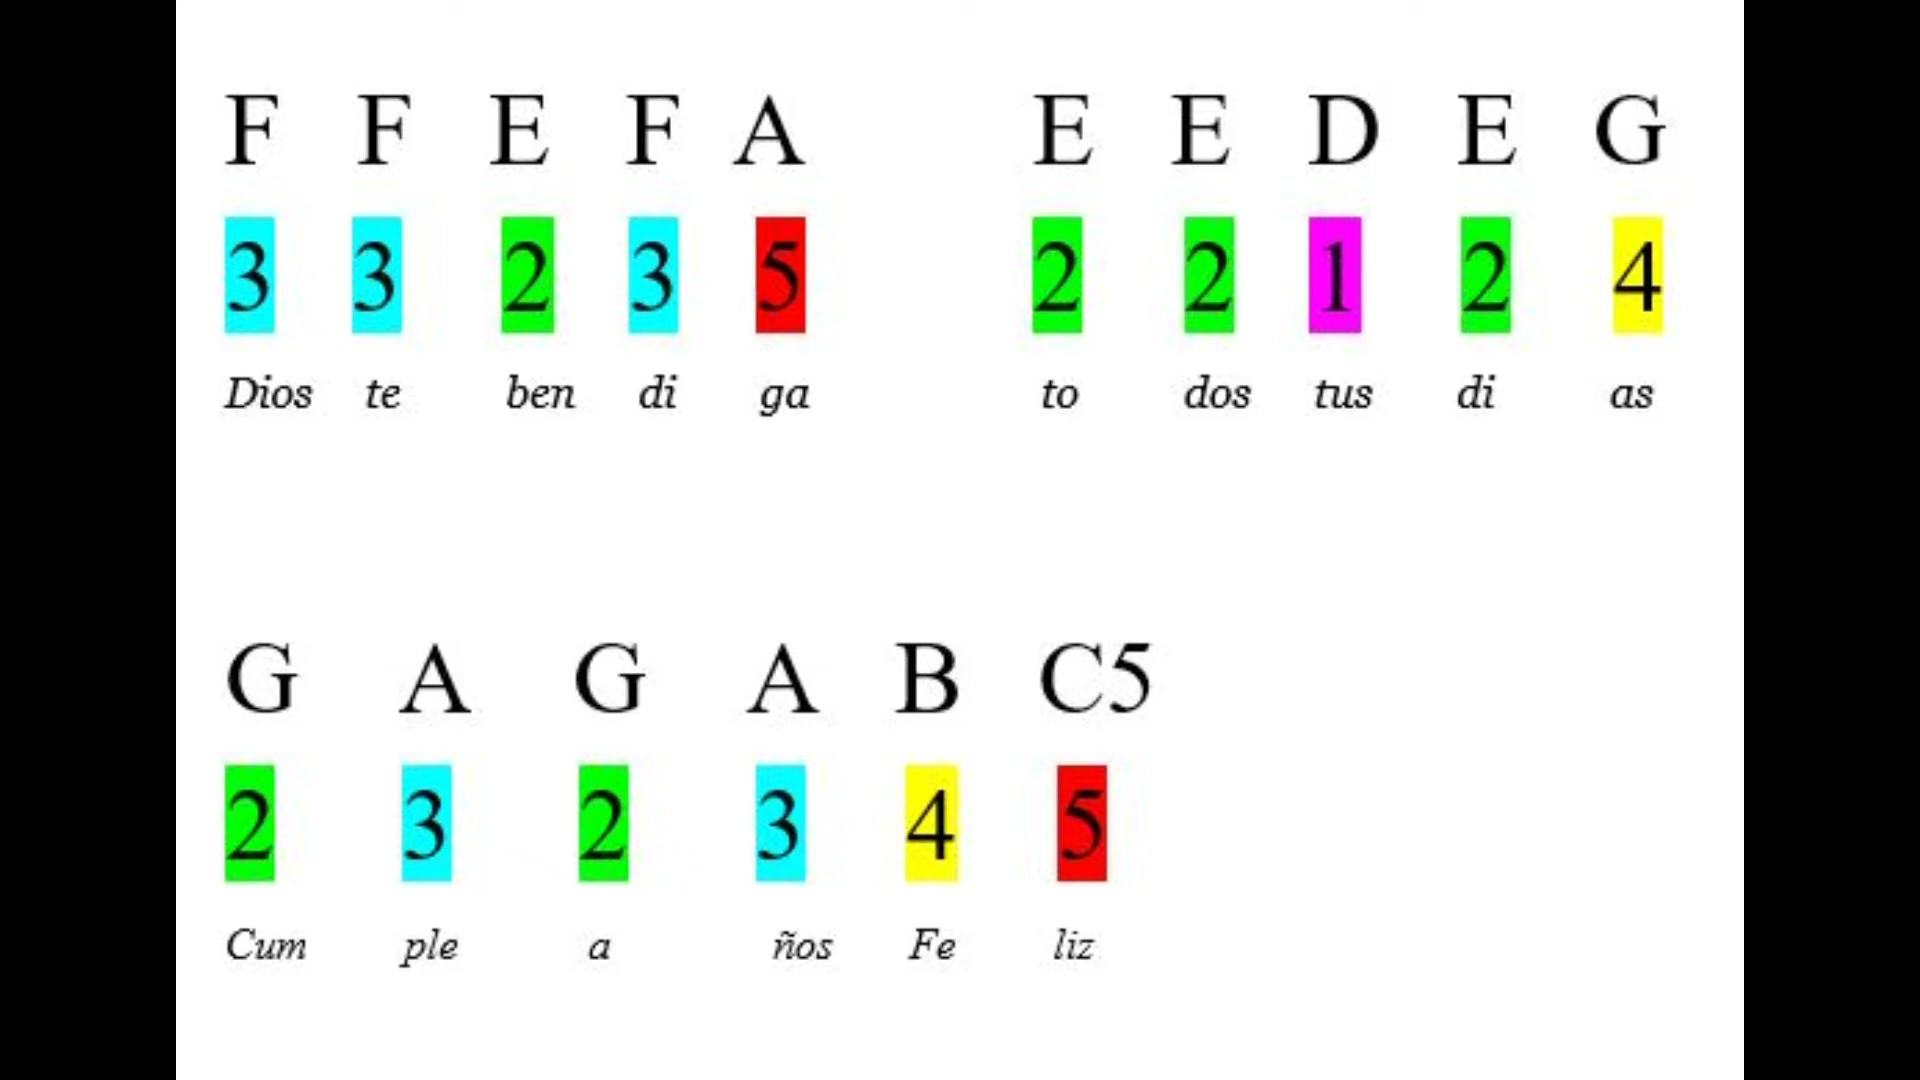 F F E F A E E D E G
3 3 2 3 5 2 2 1 2 4
Dios te ben di ga to dos tus di as
G A G A B C5
2 3 2 3 4 5
Cum ple a ños Fe liz